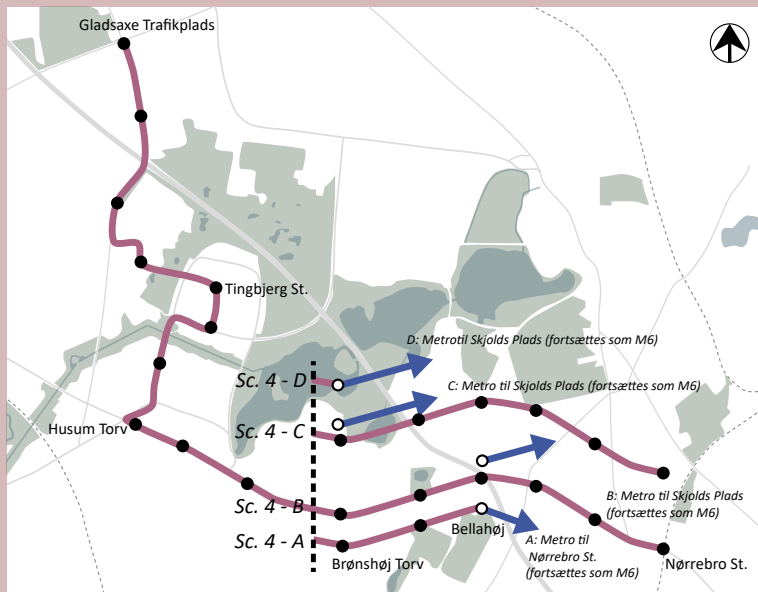 Gladsaxe Trafikplads
Tingbjerg St.
D: Metrotil Skjolds Plads (fortsættes som M6)
Sc. 4 - D
C: Metro til Skjolds Plads (fortsættes som M6)
Husum Torv
Sc. 4 - C
Sc. 4 - B
B: Metro til Skjolds Plads
(fortsættes som M6)
Sc. 4 - A
Bellahøj
A: Metro til
Nørrebro St.
(fortsættes som M6)
Brønshøj Torv
Nørrebro St.